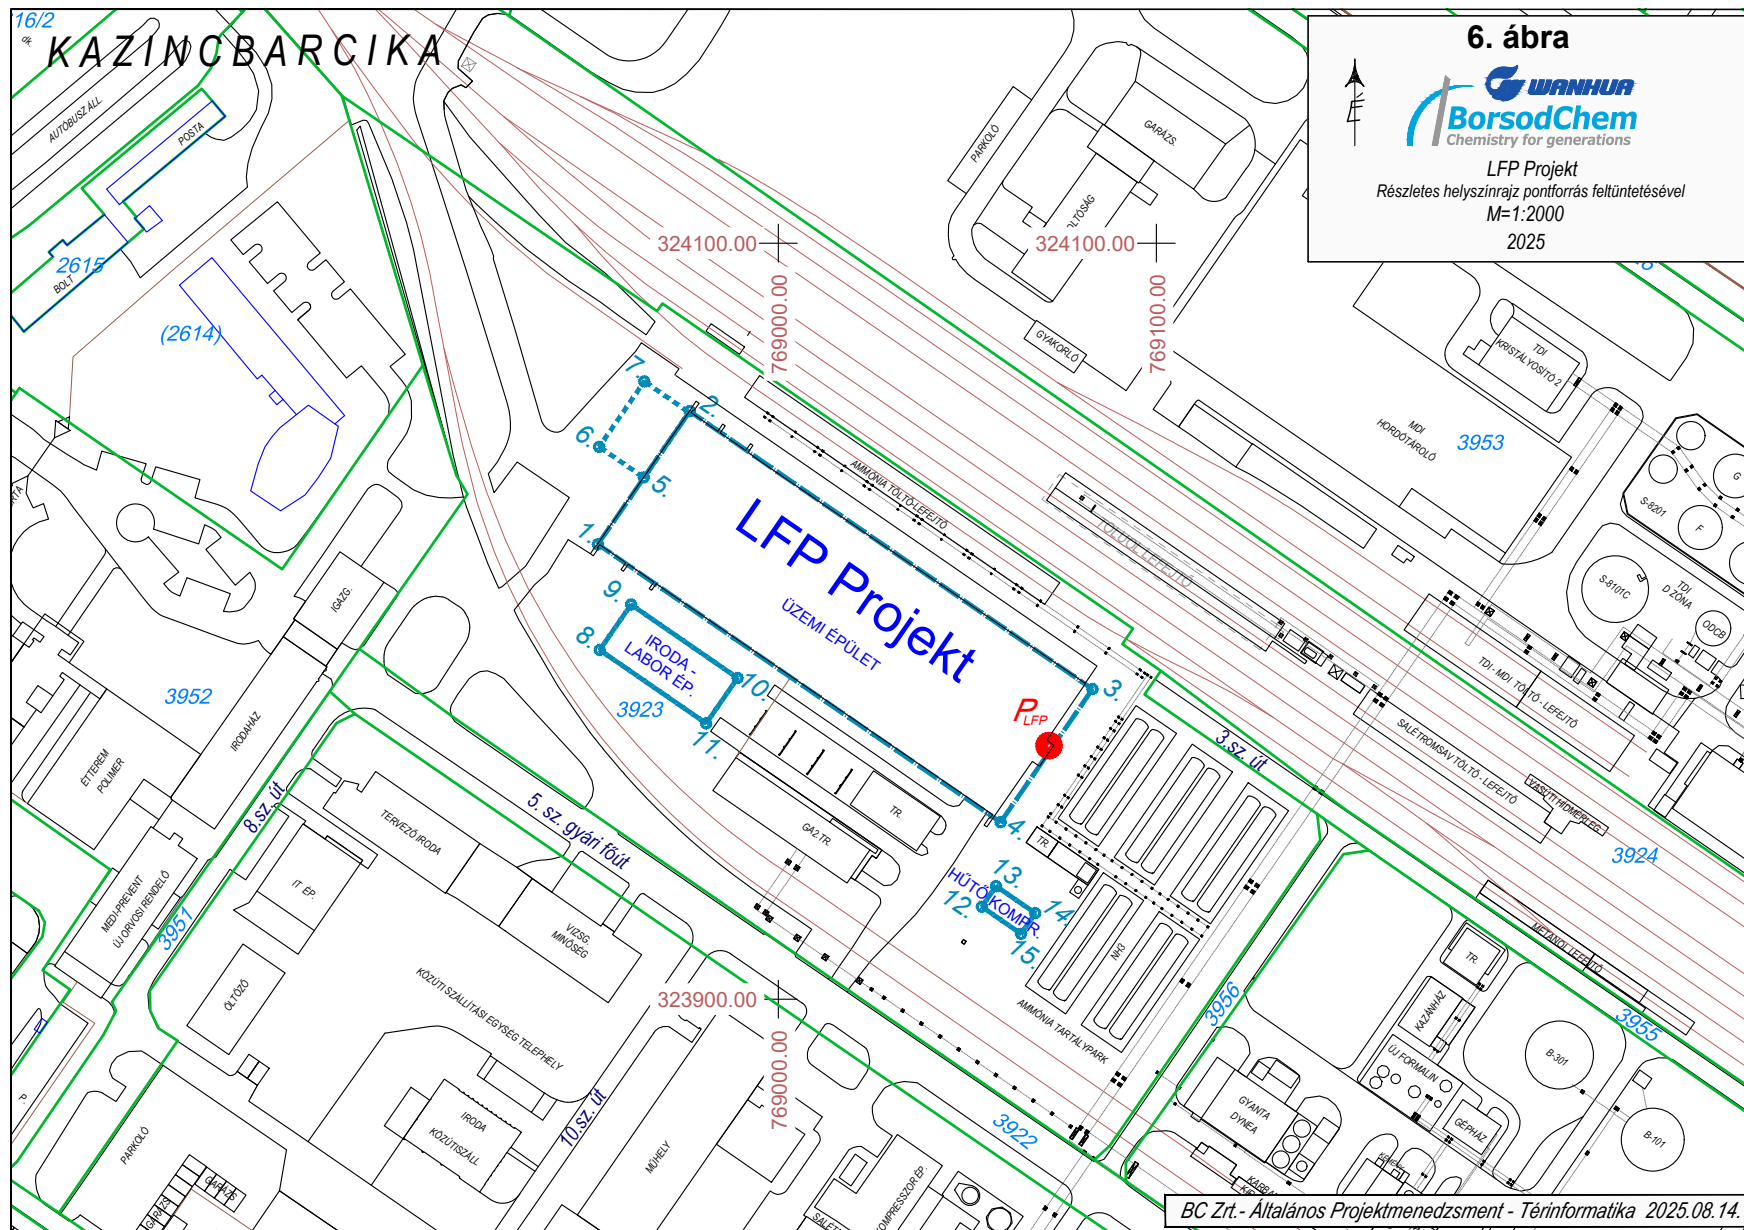 16/2
dk.
KAZINCBARCIKA
AUTÓBUSZ ÁLL.
POSTA
2615
BOLT
(2614)
6. ábra
É
WANHUA
BorsodChem
Chemistry for generations
LFP Projekt
Részletes helyszínrajz pontforrás feltüntetésével
M=1:2000
2025
PARKOLÓ
GARÁZS.
324100.00
769000.00
324100.00
769100.00
GYAKORLÓ
TDI
KRISTÁLYOSÍTÓ 2
MDI
HORDÓTÁROLÓ
3953
G
F
S-8201
S-8101C
TDI
D ZÓNA
ODCB
7.
2.
6.
5.
1.
3.
4.
AMMÓNIA TÖLTŐ-LEFEJTŐ
TOLUOL LEFEJTŐ
LFP Projekt
ÜZEMI ÉPÜLET
P LFP
9.
8.
10.
11.
IRODA -
LABOR ÉP.
3923
IGAZG.
3952
IRODAHÁZ
ÉTTEREM
POLIMER
8.sz. út
5. sz. gyári főút
3.sz. út
TDI - MDI TÖLTŐ - LEFEJTŐ
SALÉTROMSAV TÖLTŐ - LEFEJTŐ
VASÚTI HÍDMÉRLEG
3924
TERVEZŐ IRODA
IT ÉP.
MEDI-PREVENT
ÚJ ORVOSI RENDELŐ
3951
VIZSG.
MINŐSÉG
ÖLTÖZŐ
KÖZÚTI SZÁLLÍTÁSI EGYSÉG TELEPHELY
GA2 TR.
TR.
TR.
13.
HŰTŐ KOMPR.
12.
14.
15.
NH3
AMMÓNIA TARTÁLYPARK
323900.00
769000.00
METANOL LEFEJTŐ
TR.
KAZÁNHÁZ
3956
3955
ÚJ FORMALIN
B-301
B-101
GÉPHÁZ
GYANTA
DYNEA
3922
10.sz. út
IRODA
KÖZÚTISZÁLL
MŰHELY
P.
PARKOLÓ
GARÁZS
GARÁZS
BC Zrt.- Általános Projektmenedzsment - Térinformatika 2025.08.14.